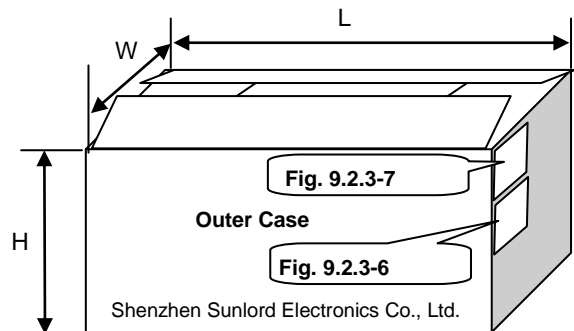 L
W
Fig. 9.2.3-7
Outer Case
H
Fig. 9.2.3-6
Shenzhen Sunlord Electronics Co., Ltd.